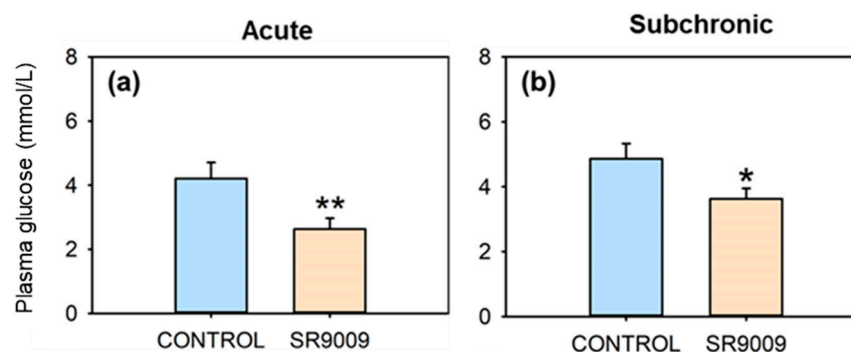 Acute
Subchronic
Plasma glucose (mmol/L)
8
6
4
2
0
(a)
**
CONTROL SR9009
8
6
4
2
0
(b)
*
CONTROL SR9009